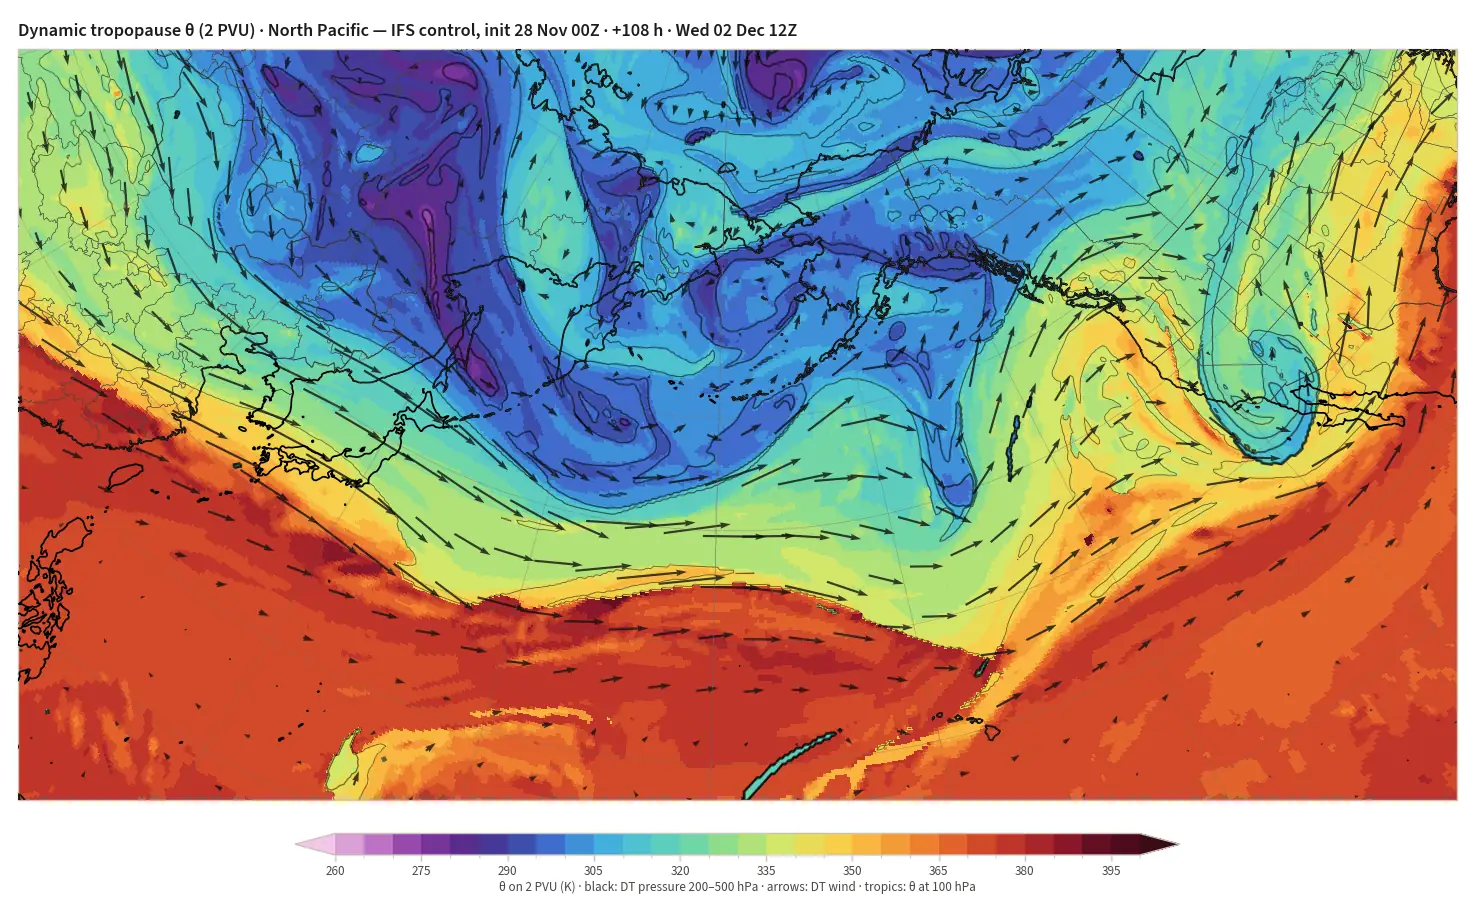 Dynamic tropopause θ (2 PVU) · North Pacific — IFS control, init 28 Nov 00Z · +108 h · Wed 02 Dec 12Z
260 275 290 305 320 335 350 365 380 395
θ on 2 PVU (K) · black: DT pressure 200–500 hPa · arrows: DT wind · tropics: θ at 100 hPa